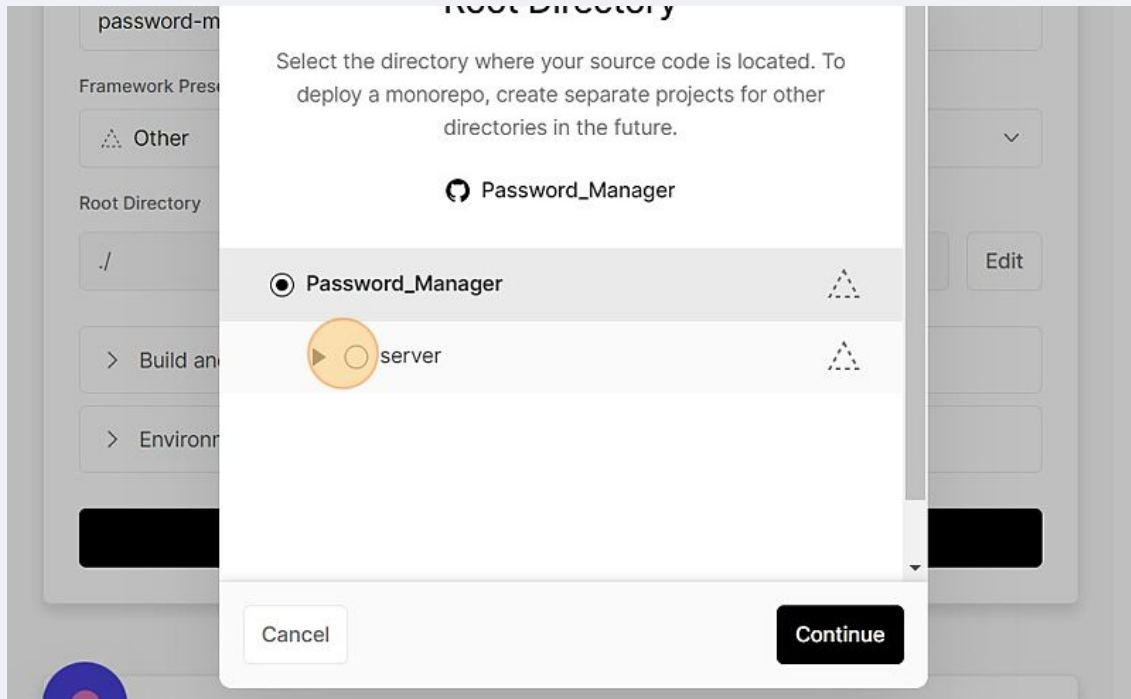 Root Directory
password-m
Select the directory where your source code is located. To
deploy a monorepo, create separate projects for other
directories in the future.
Framework Prese
Other
Password_Manager
Root Directory
./
Edit
Password_Manager
server
Build an
Environm
Cancel
Continue